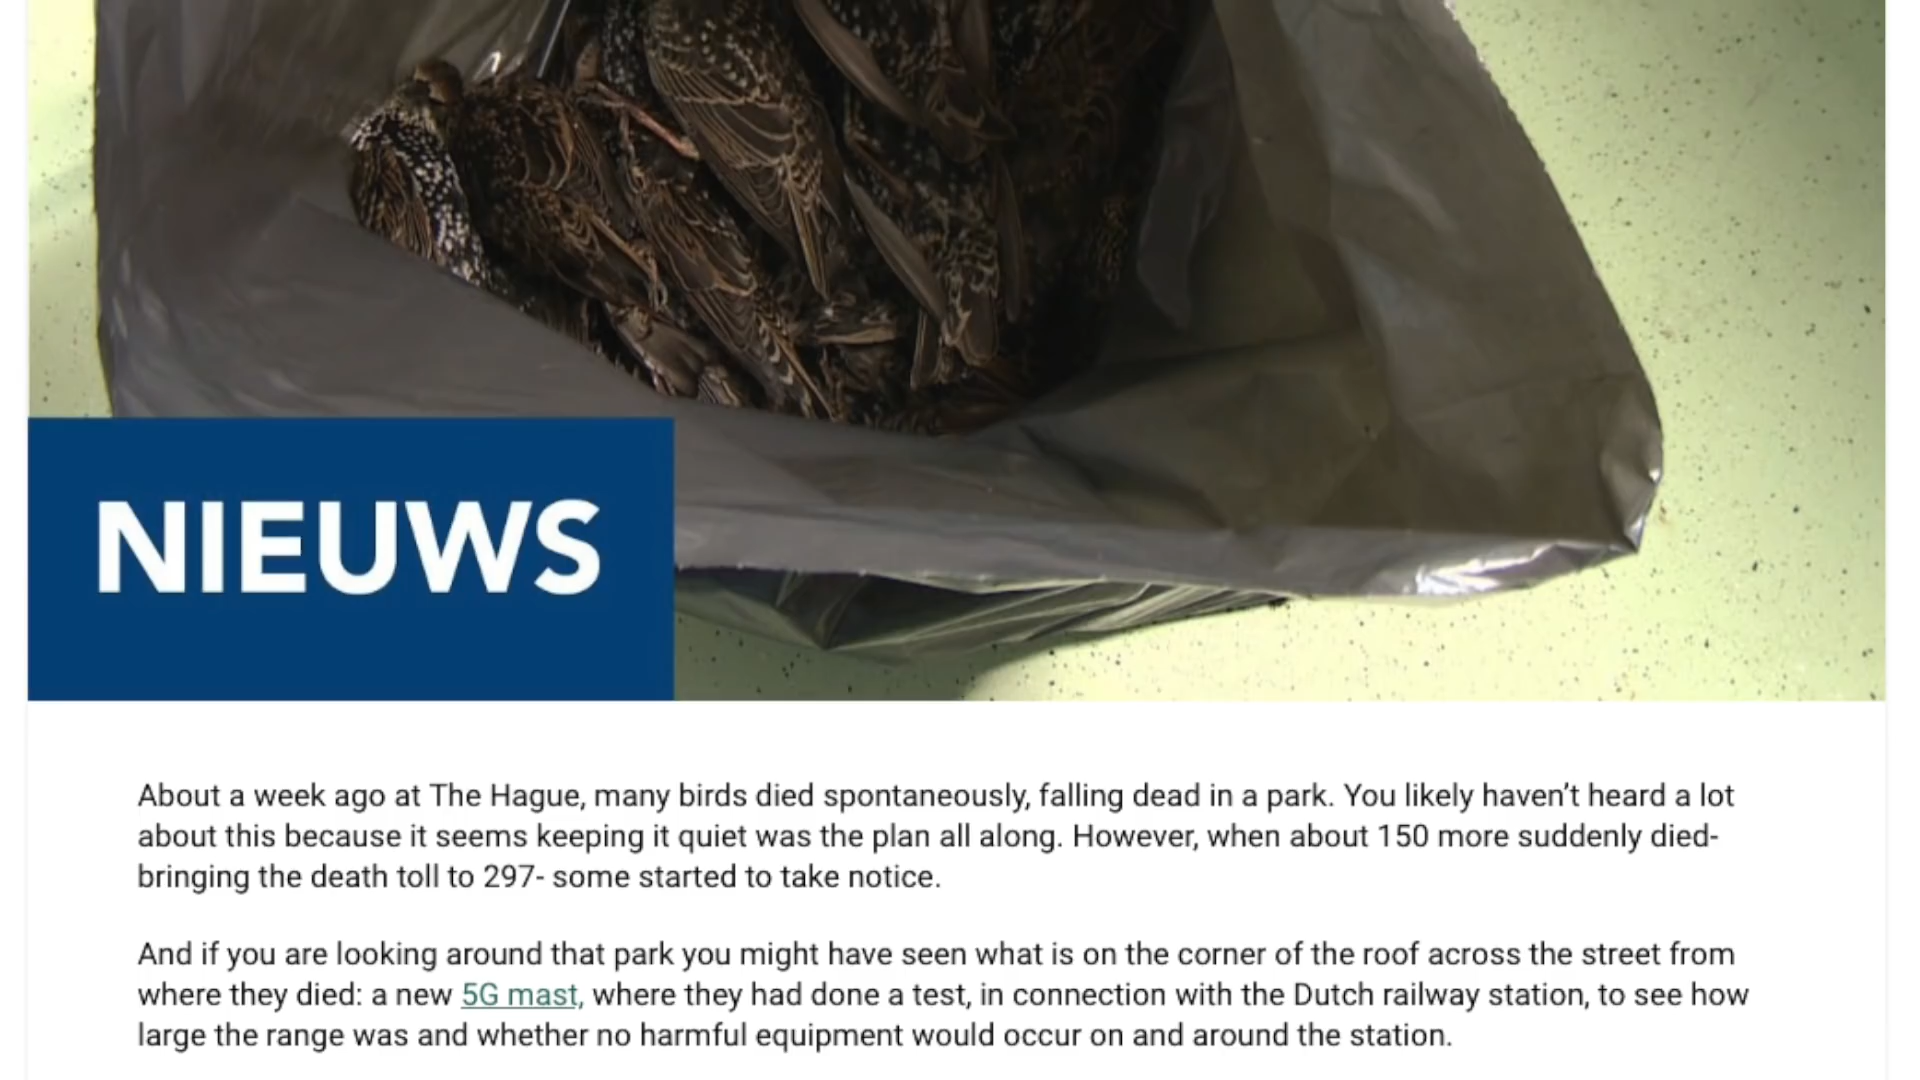 NIEUWS
About a week ago at The Hague, many birds died spontaneously, falling dead in a park. You likely haven’t heard a lot
about this because it seems keeping it quiet was the plan all along. However, when about 150 more suddenly died-
bringing the death toll to 297- some started to take notice.
And if you are looking around that park you might have seen what is on the corner of the roof across the street from
where they died: a new 5G mast, where they had done a test, in connection with the Dutch railway station, to see how
large the range was and whether no harmful equipment would occur on and around the station.